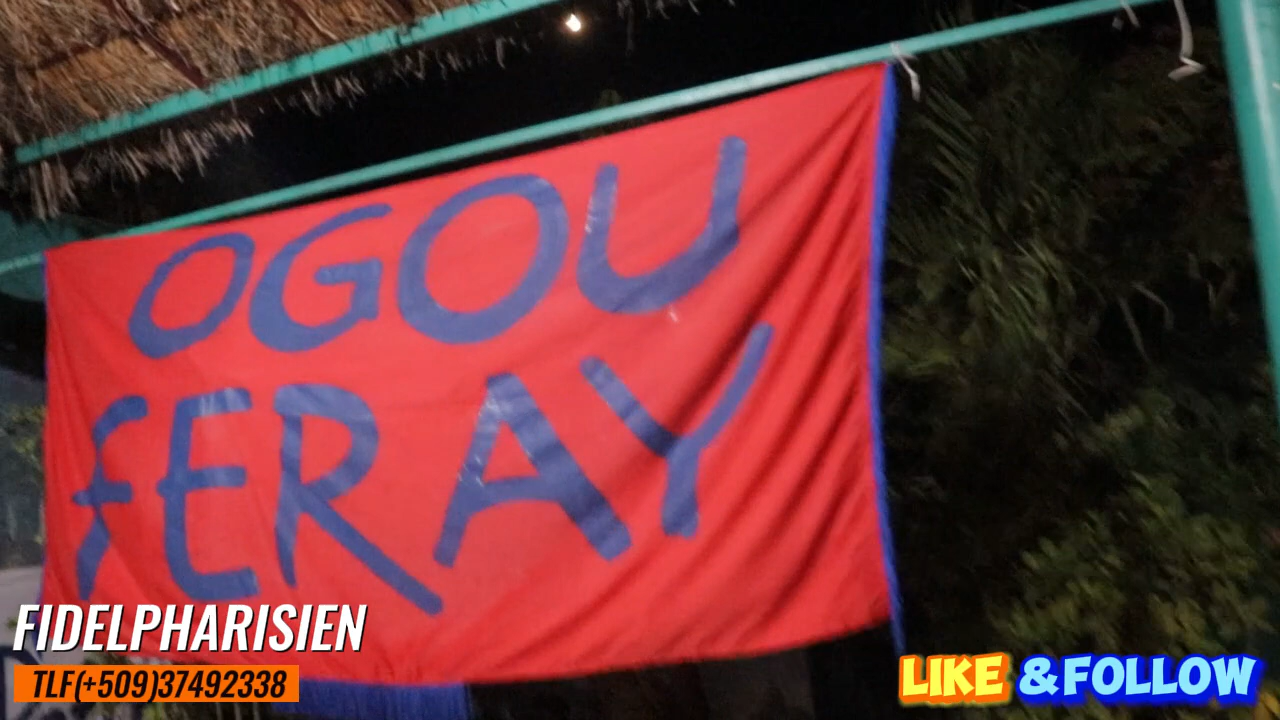 OGOU
FERAY
FIDELPHARISIEN
TLF(+509)37492338
LIKE &FOLLOW